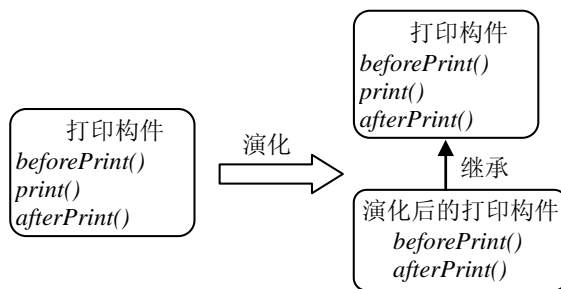 打印构件
beforePrint()
print()
afterPrint()
演化
打印构件
beforePrint()
print()
afterPrint()
继承
演化后的打印构件
beforePrint()
afterPrint()